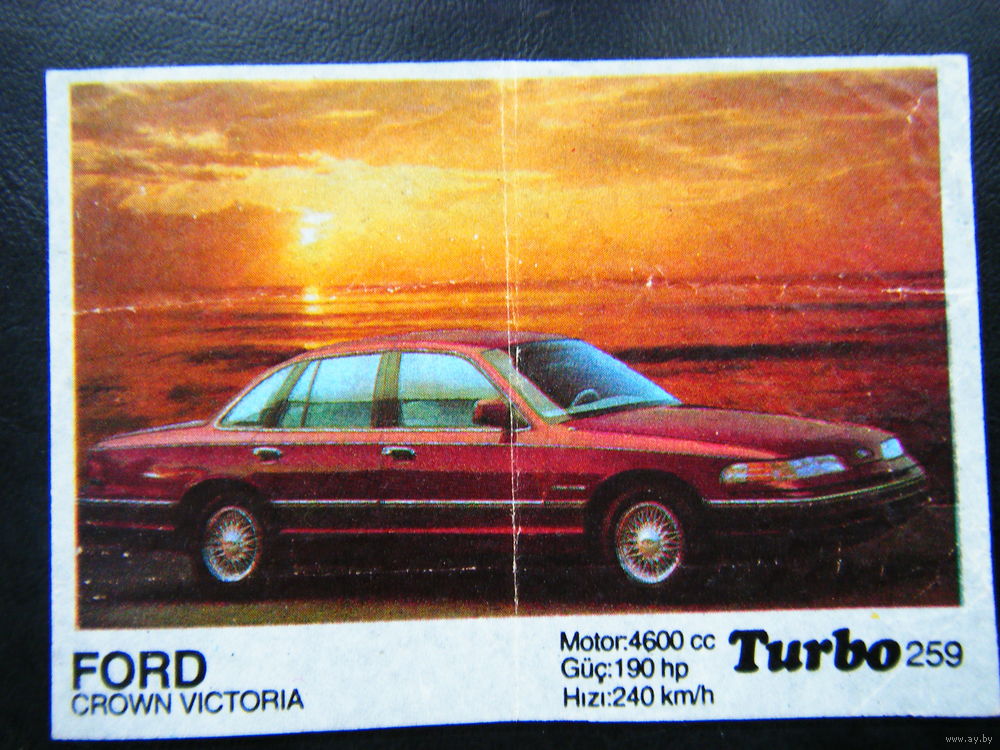 FORD
CROWN VICTORIA
Motor:4600 cc
Güç:190 hp
Hızı:240 km/h
Turbo 259
www.ay.by